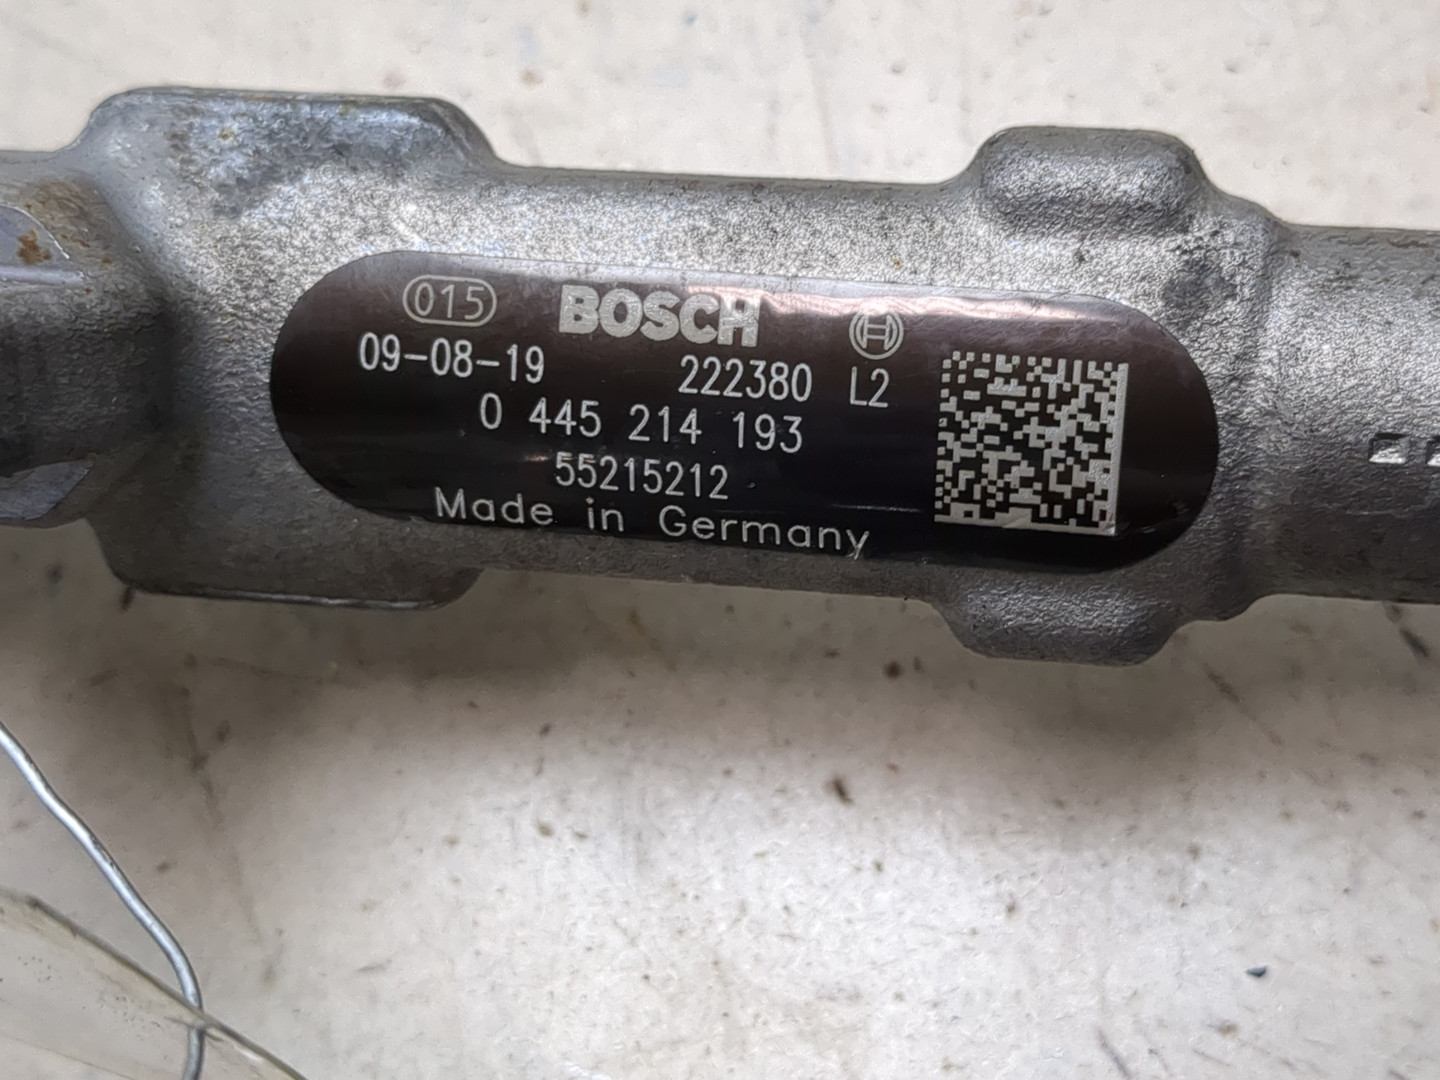 015 BOSCH
09-08-19 222380 L2
0 445 214 193
55215212
Made in Germany